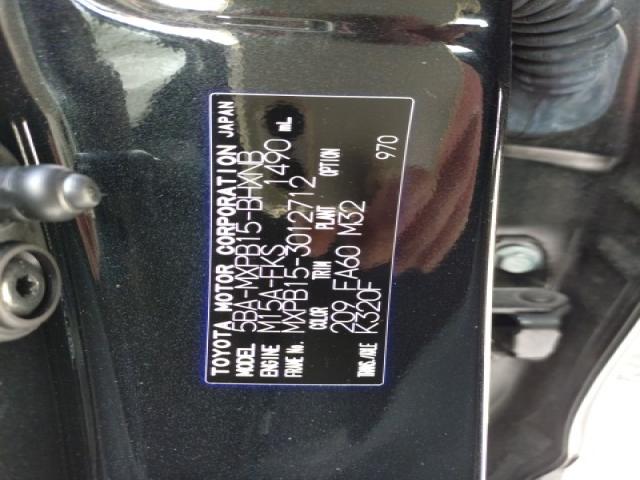 TOYOTA MOTOR CORPORATION JAPAN
MODEL 5BA-MXPB15-BHXNB
ENGINE M15A-FKS 1490 mL
FRAME No. MXPB15-3012712
COLOR TRIM PLANT OPTION
209 EA60 M32 970
TRANS./AXLE K320F